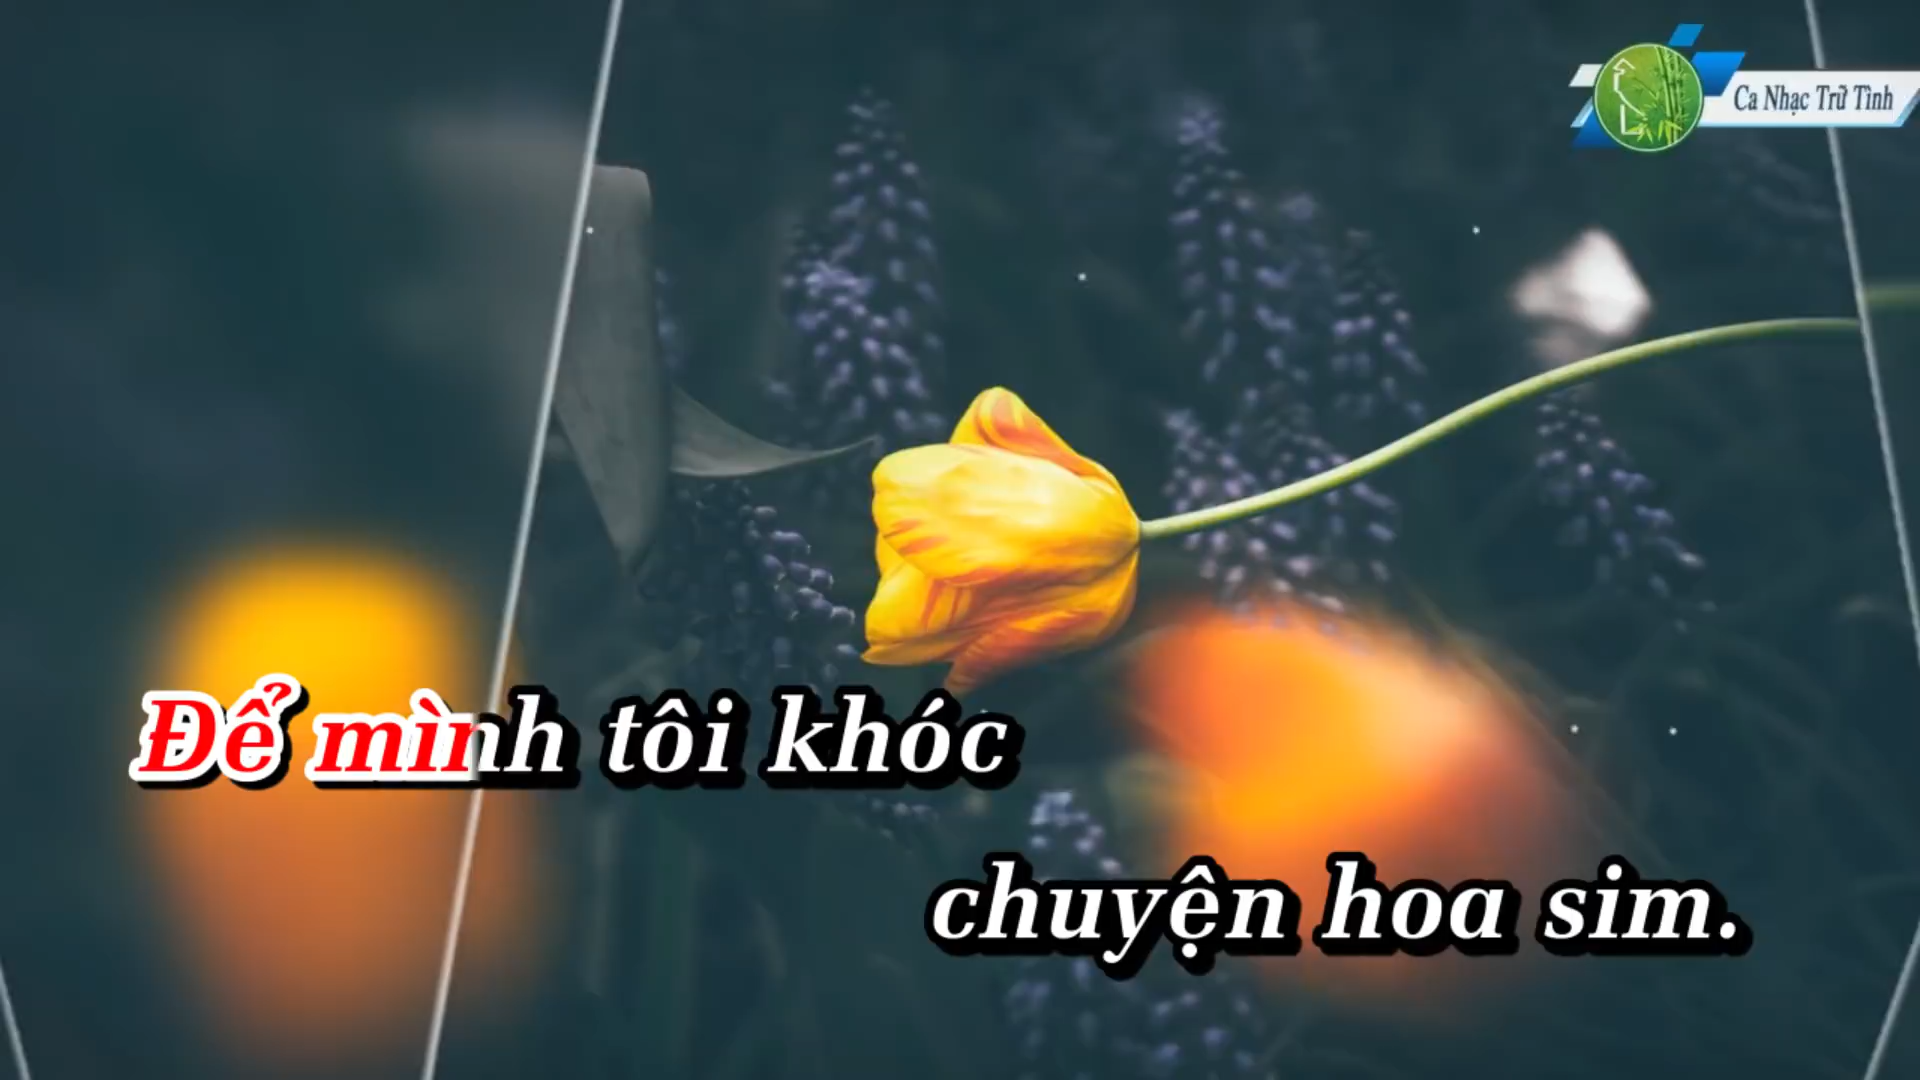 Ca Nhạc Trữ Tình
Để mình tôi khóc
chuyện hoa sim.